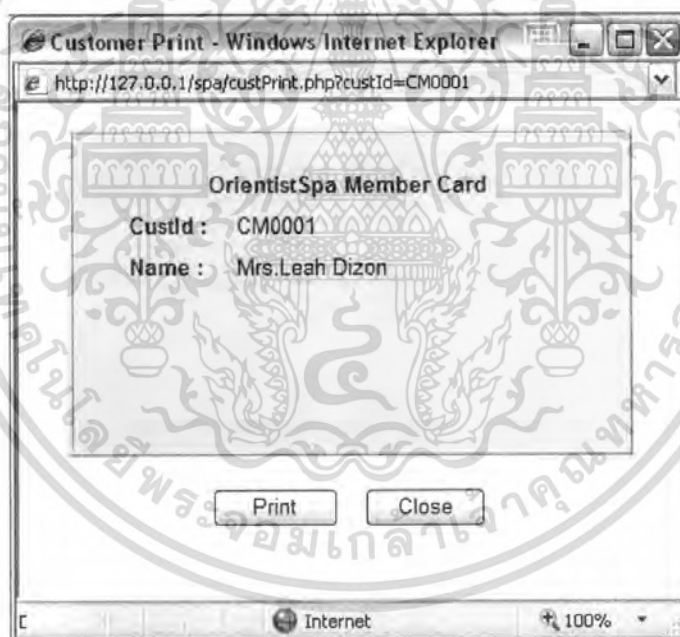 Customer Print - Windows Internet Explorer
http://127.0.0.1/spa/custPrint.php?custId=CM0001
OrientistSpa Member Card
CustId : CM0001
Name : Mrs.Leah Dizon
Print Close
Internet 100%